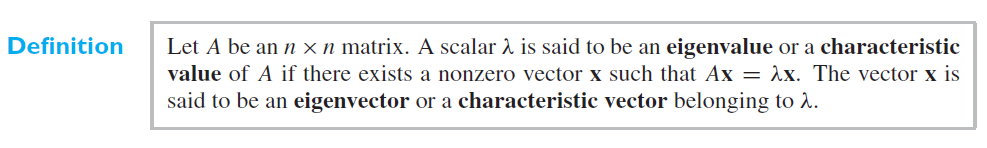 Definition
Let A be an n × n matrix. A scalar λ is said to be an eigenvalue or a characteristic
value of A if there exists a nonzero vector x such that Ax = λx. The vector x is
said to be an eigenvector or a characteristic vector belonging to λ.